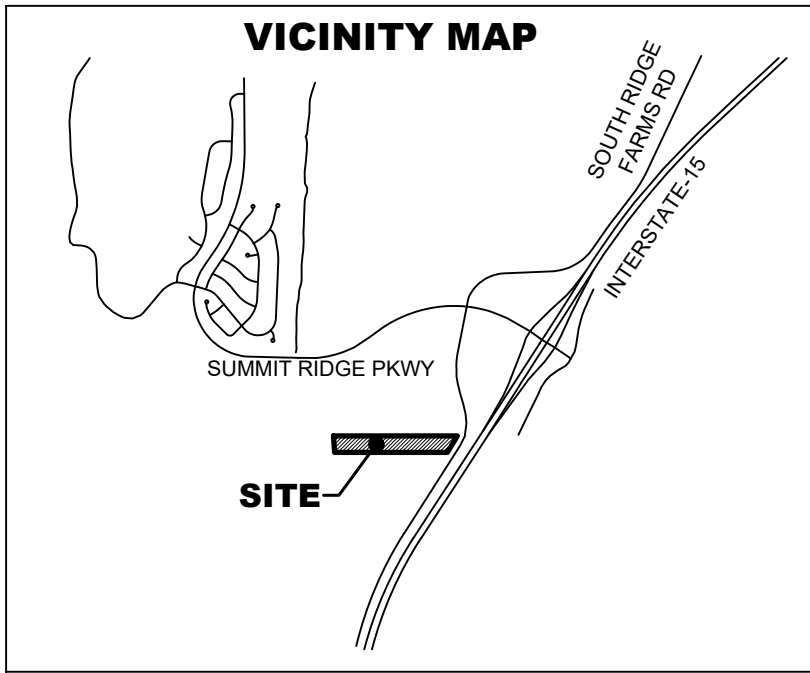 VICINITY MAP
SOUTH RIDGE
FARMS RD
INTERSTATE-15
SUMMIT RIDGE PKWY
SITE